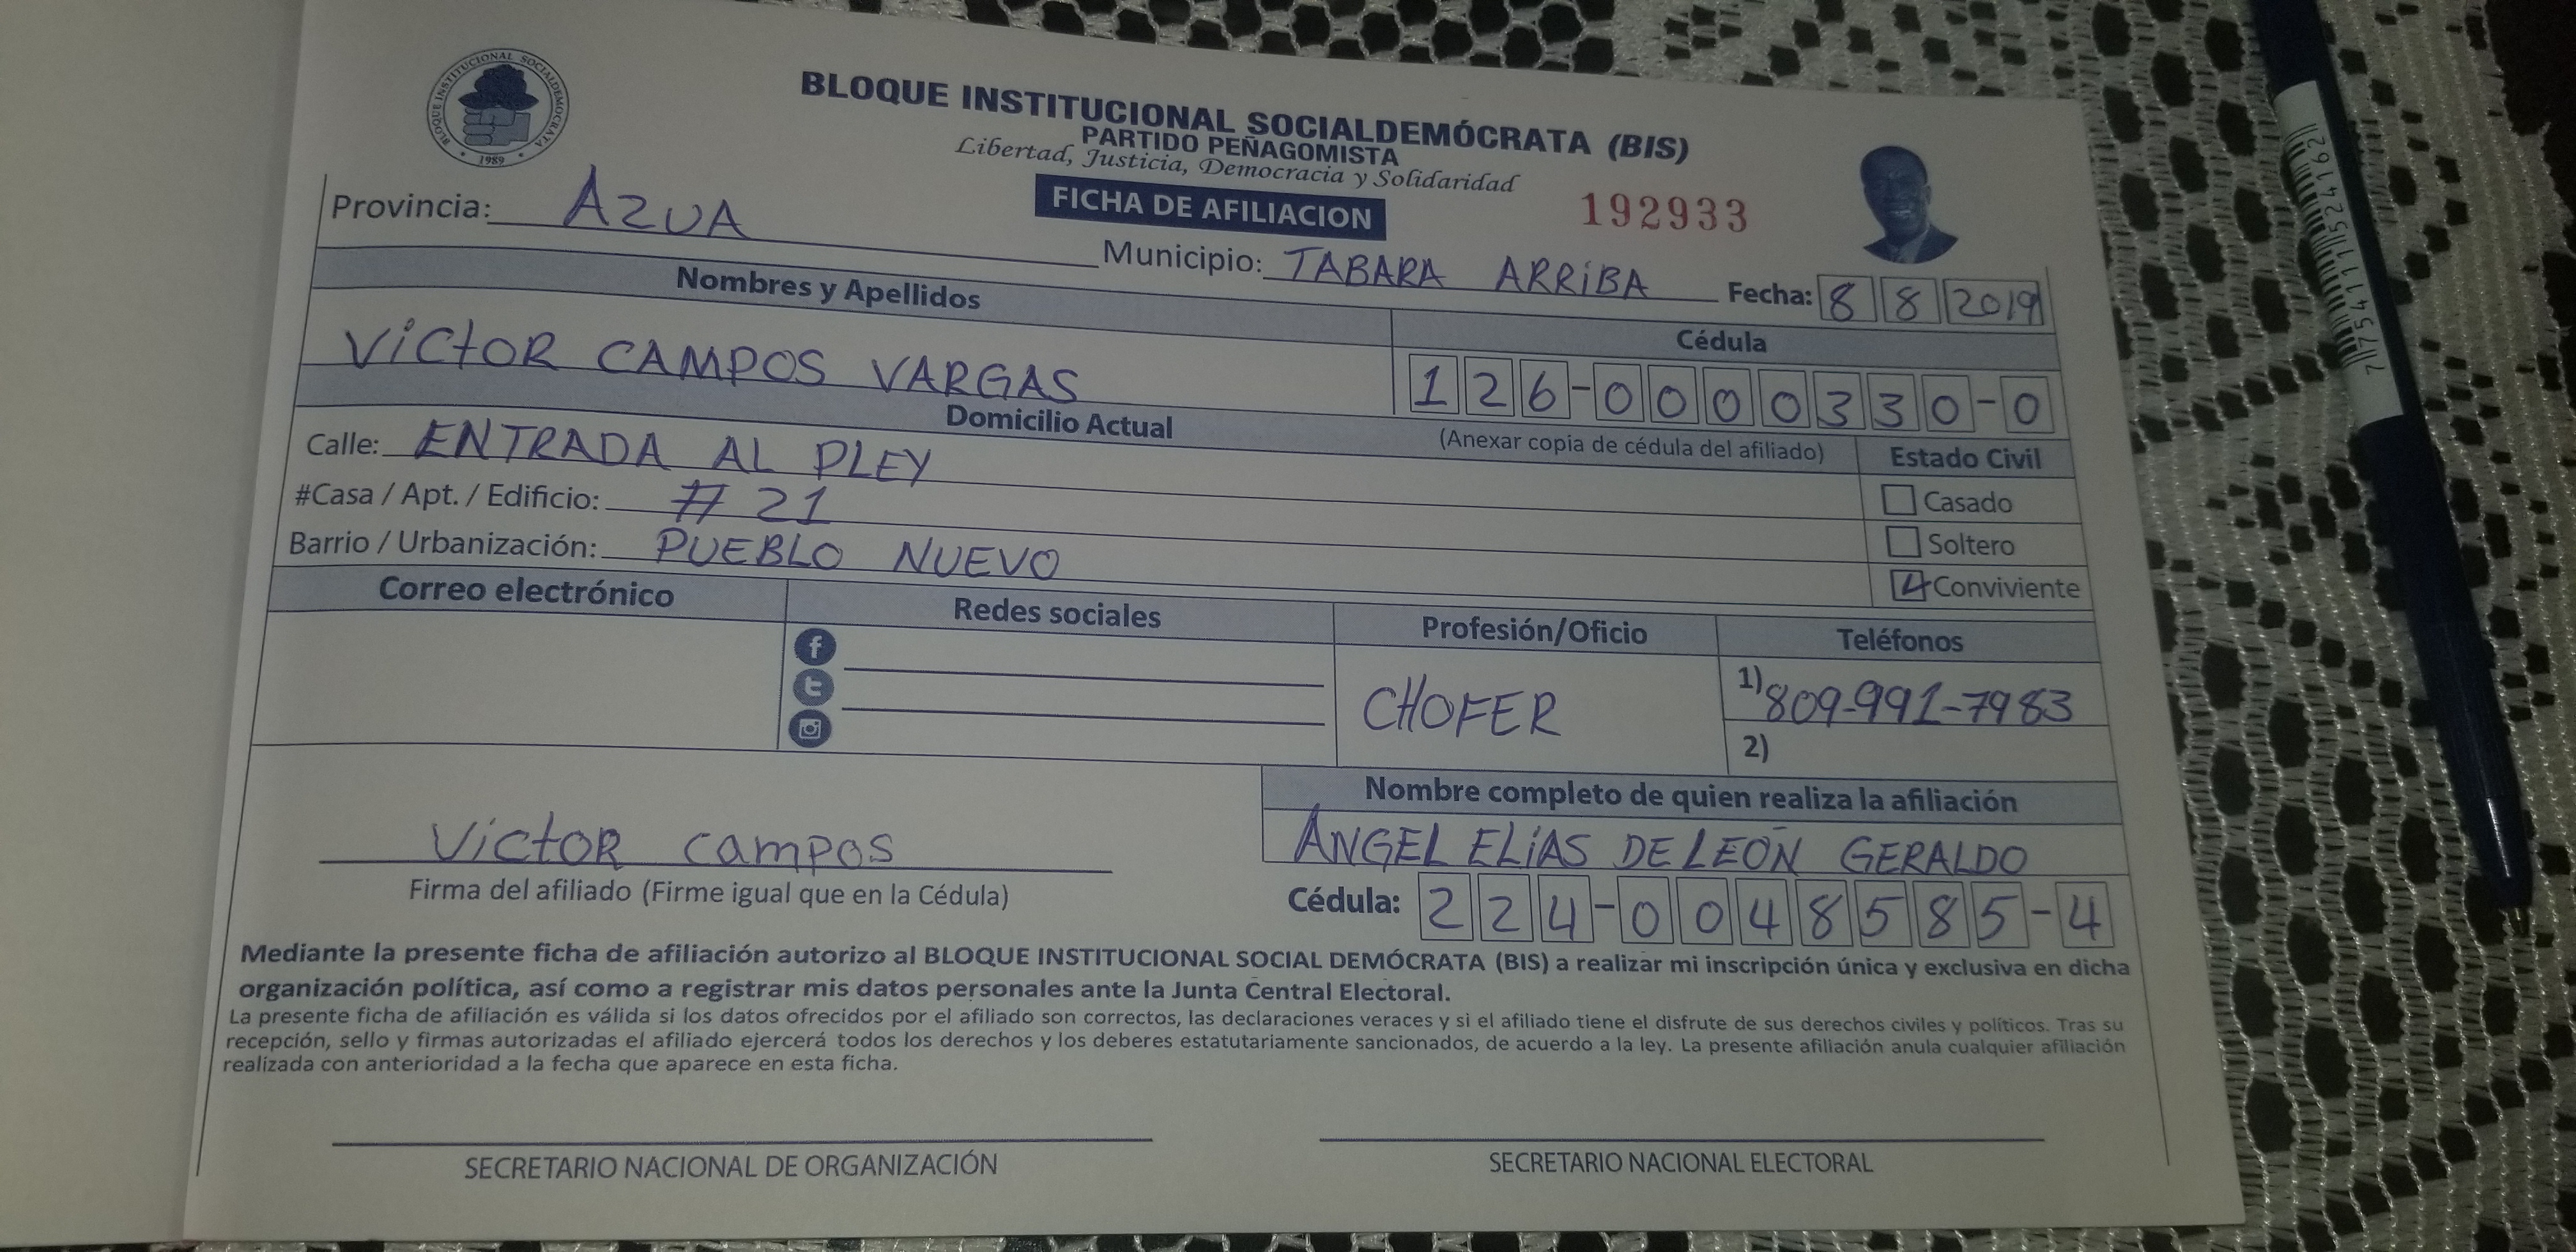 BLOQUE INSTITUCIONAL SOCIALDEMOCRATA
1989
BLOQUE INSTITUCIONAL SOCIALDEMÓCRATA (BIS)
PARTIDO PEÑAGOMISTA
Libertad, Justicia, Democracia y Solidaridad
FICHA DE AFILIACION
192933
Provincia: AZUA
Municipio: TABARA ARRIBA
Fecha: 8 8 2019
Nombres y Apellidos
Cédula
VICTOR CAMPOS VARGAS
126-0000330-0
Domicilio Actual
(Anexar copia de cédula del afiliado)
Estado Civil
Calle: ENTRADA AL PLEY
Casado
#Casa / Apt. / Edificio: # 21
Soltero
Barrio / Urbanización: PUEBLO NUEVO
Conviviente
Correo electrónico
Redes sociales
Profesión/Oficio
Teléfonos
CHOFER
1) 809-991-7983
2)
Nombre completo de quien realiza la afiliación
Victor campos
ANGEL ELIAS DE LEON GERALDO
Firma del afiliado (Firme igual que en la Cédula)
Cédula: 224-0048585-4
Mediante la presente ficha de afiliación autorizo al BLOQUE INSTITUCIONAL SOCIAL DEMÓCRATA (BIS) a realizar mi inscripción única y exclusiva en dicha
organización política, así como a registrar mis datos personales ante la Junta Central Electoral.
La presente ficha de afiliación es válida si los datos ofrecidos por el afiliado son correctos, las declaraciones veraces y si el afiliado tiene el disfrute de sus derechos civiles y políticos. Tras su
recepción, sello y firmas autorizadas el afiliado ejercerá todos los derechos y los deberes estatutariamente sancionados, de acuerdo a la ley. La presente afiliación anula cualquier afiliación
realizada con anterioridad a la fecha que aparece en esta ficha.
SECRETARIO NACIONAL DE ORGANIZACIÓN
SECRETARIO NACIONAL ELECTORAL